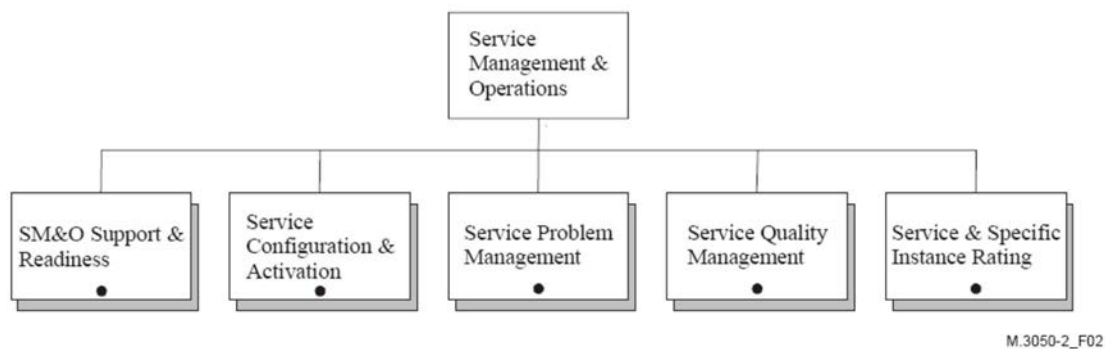 Service
Management &
Operations
SM&O Support &
Readiness
Service
Configuration &
Activation
Service Problem
Management
Service Quality
Management
Service & Specific
Instance Rating
M.3050-2_F02